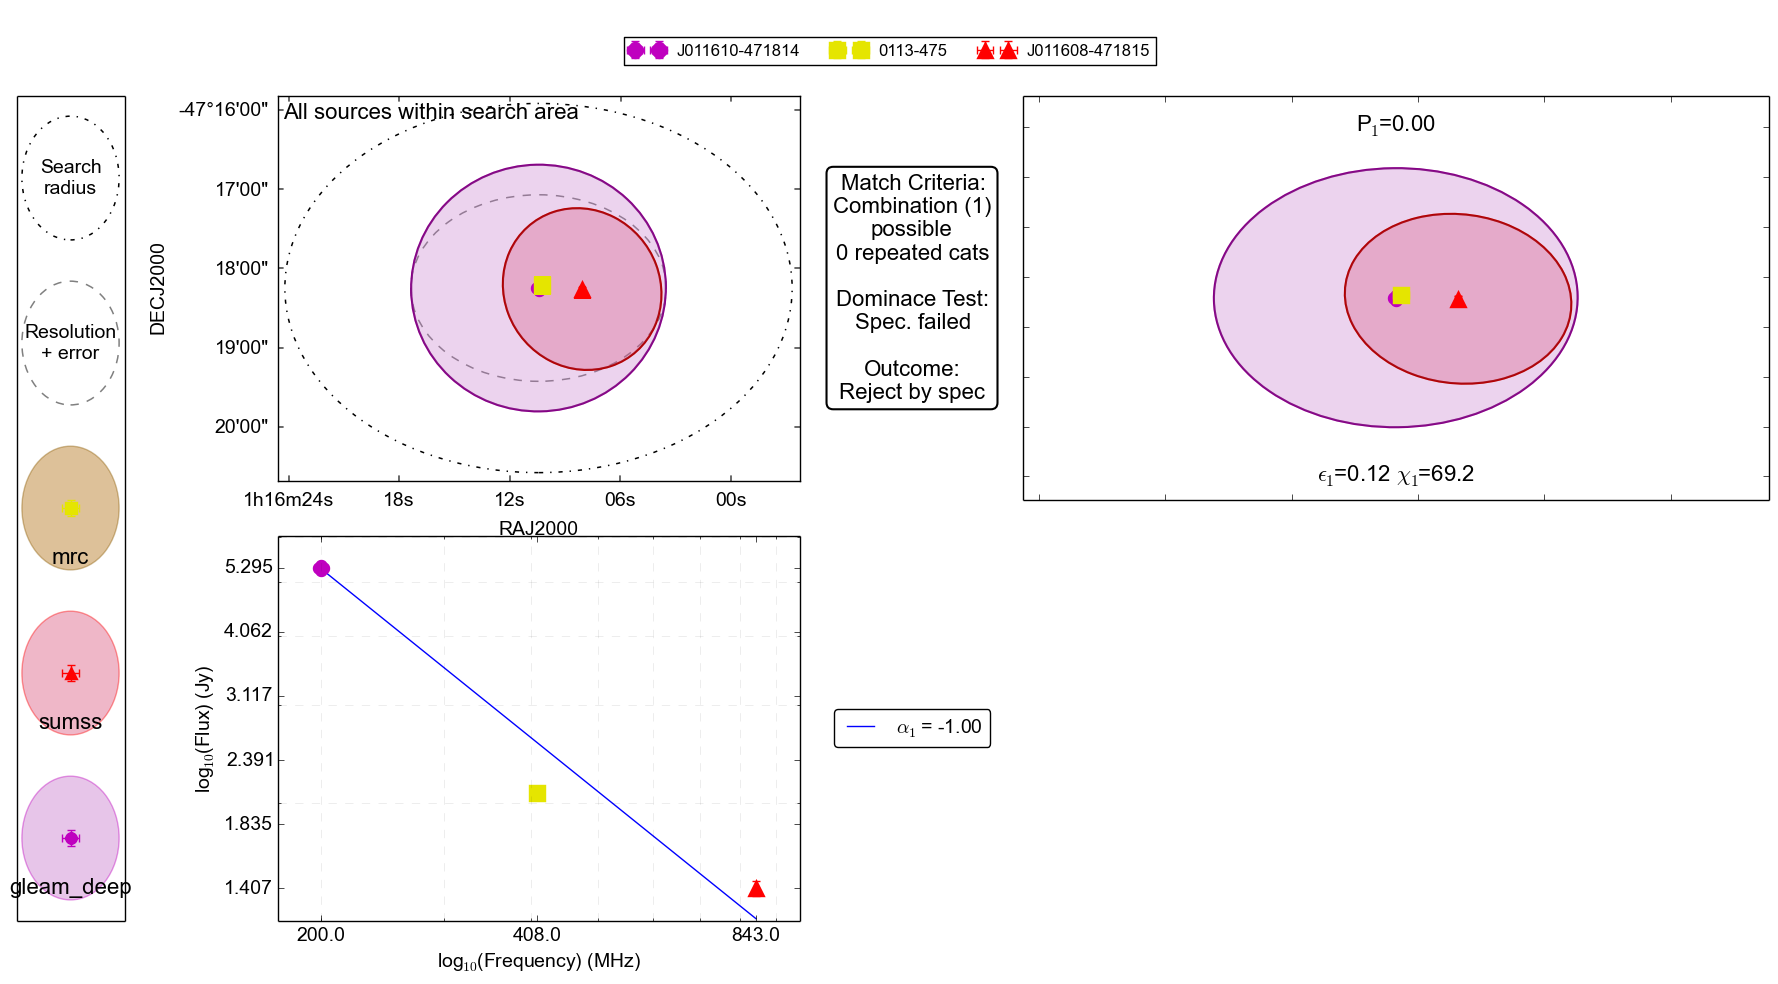 J011610-471814 0113-475 J011608-471815
Search
radius
Resolution
+ error
mrc
sumss
gleam_deep
All sources within search area
-47°16'00"
17'00"
18'00"
19'00"
20'00"
DECJ2000
1h16m24s 18s 12s 06s 00s
RAJ2000
Match Criteria:
Combination (1)
possible
0 repeated cats
Dominace Test:
Spec. failed
Outcome:
Reject by spec
P₁=0.00
ϵ₁=0.12 χ₁=69.2
5.295
4.062
3.117
2.391
1.835
1.407
log₁₀(Flux) (Jy)
200.0 408.0 843.0
log₁₀(Frequency) (MHz)
α₁ = -1.00